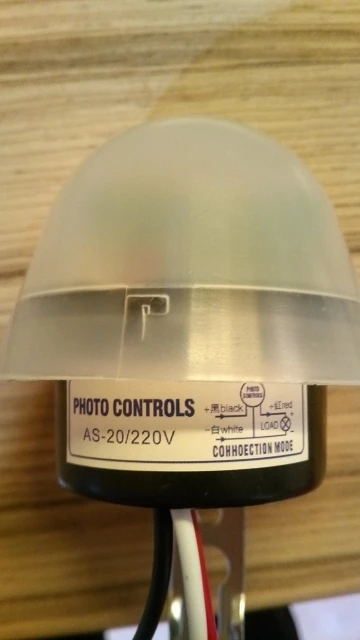 PHOTO CONTROLS
AS-20/220V
PHOTO
CONTROLS
+黑black
+红red
-白white
LOAD
+
-
COHHOECTION MODE